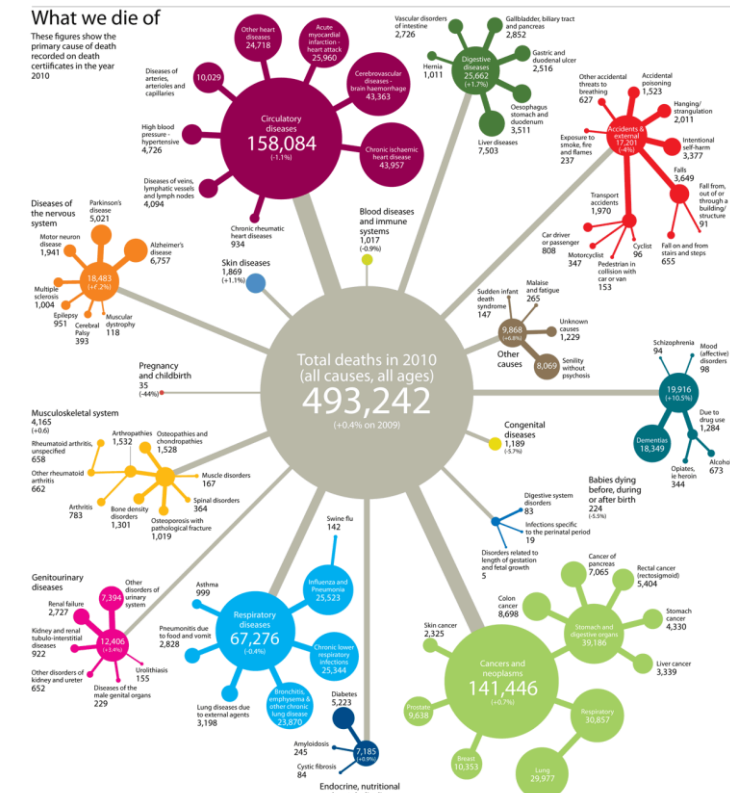 What we die of
These figures show the
primary cause of death
recorded on death
certiificates in the year
2010
Other heart
diseases
24,718
Acute
myocardial
infarction -
heart attack
25,960
Diseases of
arteries,
arterioles and
capillaries
10,029
Cerebrovascular
diseases -
brain haemorrhage
43,363
Circulatory
diseases
158,084
(-1.1%)
High blood
pressure -
hypertensive
4,726
Chronic ischaemic
heart disease
43,957
Diseases of veins,
lymphatic vessels
and lymph nodes
4,094
Chronic rheumatic
heart diseases
934
Vascular disorders
of intestine
2,726
Gallbladder, biliary tract
and pancreas
2,852
Hernia
1,011
Digestive
diseases
25,662
(+1.7%)
Gastric and
duodenal ulcer
2,516
Oesophagus
stomach and
duodenum
3,511
Liver diseases
7,503
Other accidental
threats to
breathing
627
Accidental
poisoning
1,523
Hanging/
strangulation
2,011
Accidents &
external
17,201
(-4%)
Exposure to
smoke, fire
and flames
237
Intentional
self-harm
3,377
Falls
3,649
Fall from,
out of or
through a
building/
structure
91
Transport
accidents
1,970
Car driver
or passenger
808
Motorcyclist
347
Cyclist
96
Pedestrian in
collision with
car or van
153
Fall on and from
stairs and steps
655
Diseases of
the nervous
system
Parkinson's
disease
5,021
Motor neuron
disease
1,941
Alzheimer's
disease
6,757
18,483
Multiple
sclerosis
1,004
Epilepsy
951
Cerebral
Palsy
393
Muscular
dystrophy
118
Blood diseases
and immune
systems
1,017
(-0.9%)
Skin diseases
1,869
(+1.1%)
Total deaths in 2010
(all causes, all ages)
493,242
(+0.4% on 2009)
Sudden infant
death
syndrome
147
Malaise
and fatigue
265
9,868
(+6.8%)
Other
causes
Unknown
causes
1,229
8,069
Senility
without
psychosis
Schizophrenia
94
Mood
(affective)
disorders
98
19,916
(+10.5%)
Dementias
18,349
Due to
drug use
1,284
Opiates,
ie heroin
344
Alcohol
673
Pregnancy
and childbirth
35
(-44%)
Musculoskeletal system
4,165
(+0.6)
Rheumatoid arthritis,
unspecified
658
Arthropathies
1,532
Osteopathies and
chondropathies
1,528
Other rheumatoid
arthritis
662
Muscle disorders
167
Spinal disorders
364
Arthritis
783
Bone density
disorders
1,301
Osteoporosis with
pathological fracture
1,019
Congenital
diseases
1,189
(-5.7%)
Babies dying
before, during
or after birth
224
(-5.5%)
Digestive system
disorders
83
Infections specific
to the perinatal period
19
Disorders related to
length of gestation
and fetal growth
5
Genitourinary
diseases
7,394
Other
disorders of
urinary
system
Renal failure
2,727
Kidney and renal
tubulo-interstitial
diseases
922
12,406
(+3.4%)
Other disorders of
kidney and ureter
652
Diseases of the
male genital organs
229
Urolithiasis
155
Swine flu
142
Asthma
999
Influenza and
Pneumonia
25,523
Pneumonitis due
to food and vomit
2,828
Respiratory
diseases
67,276
(-0.4%)
Chronic lower
respiratory
infections
25,344
Lung diseases due
to external agents
3,198
Bronchitis,
emphysema &
other chronic
lung disease
23,870
Diabetes
5,223
Amyloidosis
245
7,185
(+0.9%)
Cystic fibrosis
84
Endocrine, nutritional
Cancer of
pancreas
7,065
Rectal cancer
(rectosigmoid)
5,404
Colon
cancer
8,698
Stomach
cancer
4,330
Stomach and
digestive organs
39,186
Skin cancer
2,325
Liver cancer
3,339
Cancers and
neoplasms
141,446
(+0.7%)
Prostate
9,638
Respiratory
30,857
Breast
10,353
Lung
29,977